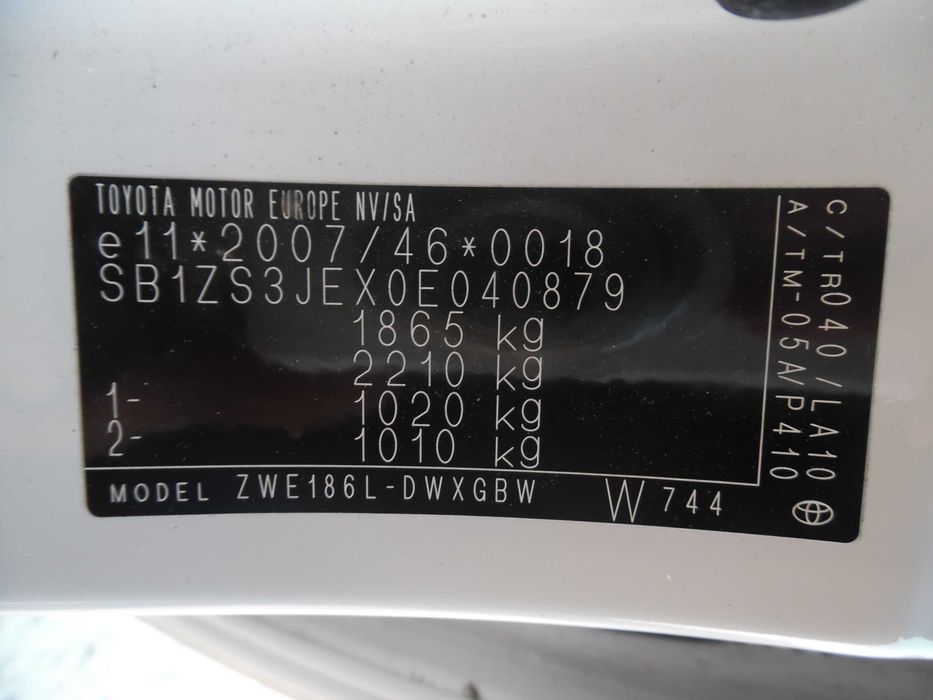 TOYOTA MOTOR EUROPE NV/SA
e11*2007/46*0018
SB1ZS3JEX0E040879
1865 kg
2210 kg
1- 1020 kg
2- 1010 kg
MODEL ZWE186L-DWXGBW W744
C/TR040/LA10
A/TM-05A/P410